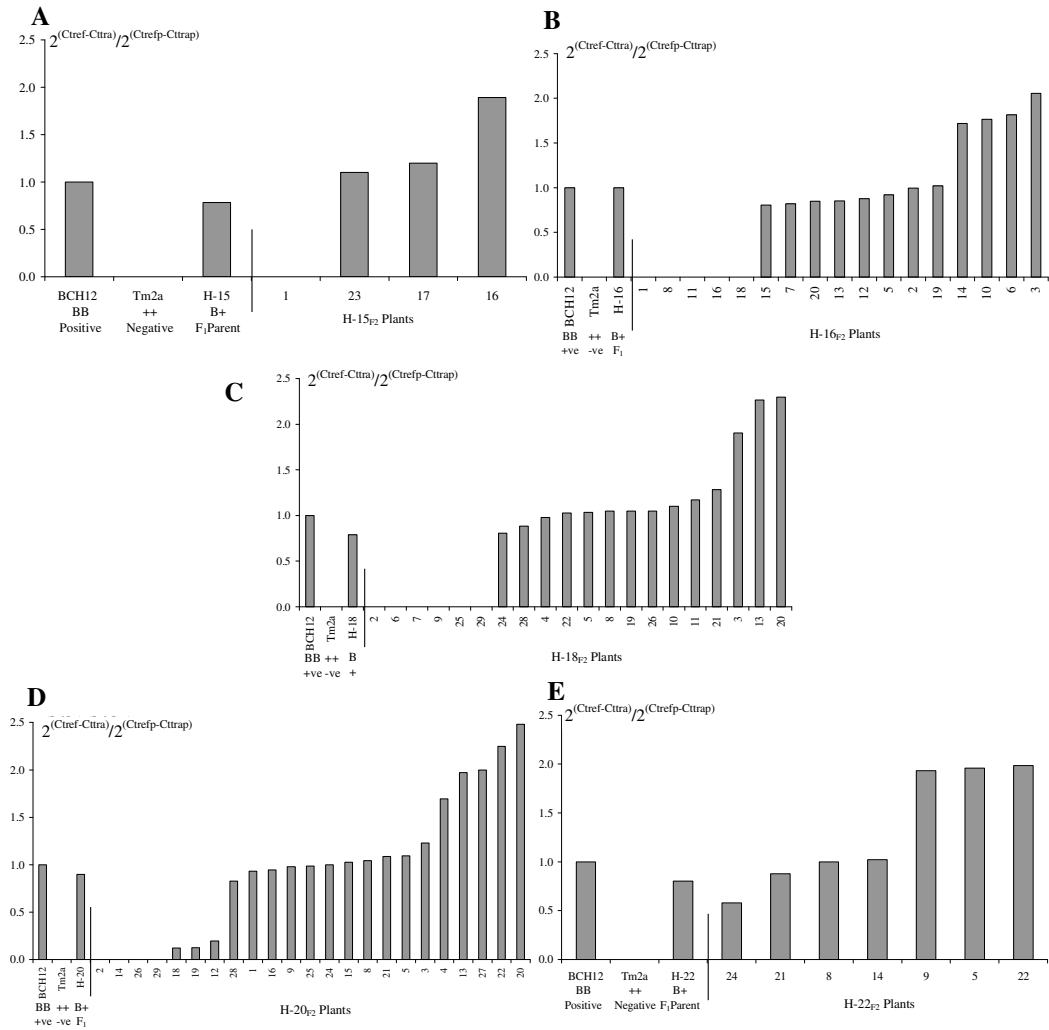 A
2^(Ctref-Cttra)/2^(Ctrefp-Cttrap)
2.5
2.0
1.5
1.0
0.5
0.0
BCH12 Tm2a H-15 1 23 17 16
BB ++ B+
Positive Negative F1Parent
H-15F2 Plants
B
2^(Ctref-Cttra)/2^(Ctrefp-Cttrap)
2.5
2.0
1.5
1.0
0.5
0.0
BCH12 Tm2a H-16 1 8 11 16 18 15 7 20 13 12 5 2 19 14 10 6 3
BB ++ B+
+ve -ve F1
H-16F2 Plants
C
2^(Ctref-Cttra)/2^(Ctrefp-Cttrap)
2.5
2.0
1.5
1.0
0.5
0.0
BCH12 Tm2a H-18 2 6 7 9 25 29 24 28 4 22 5 8 19 26 10 11 21 3 13 20
BB ++ B
+ve -ve +
H-18F2 Plants
D
2^(Ctref-Cttra)/2^(Ctrefp-Cttrap)
2.5
2.0
1.5
1.0
0.5
0.0
BCH12 Tm2a H-20 2 14 26 29 18 19 12 28 1 16 9 25 24 15 8 21 5 3 4 13 27 22 20
BB ++ B+
+ve -ve F1
H-20F2 Plants
E
2^(Ctref-Cttra)/2^(Ctrefp-Cttrap)
2.5
2.0
1.5
1.0
0.5
0.0
BCH12 Tm2a H-22 24 21 8 14 9 5 22
BB ++ B+
Positive Negative F1Parent
H-22F2 Plants